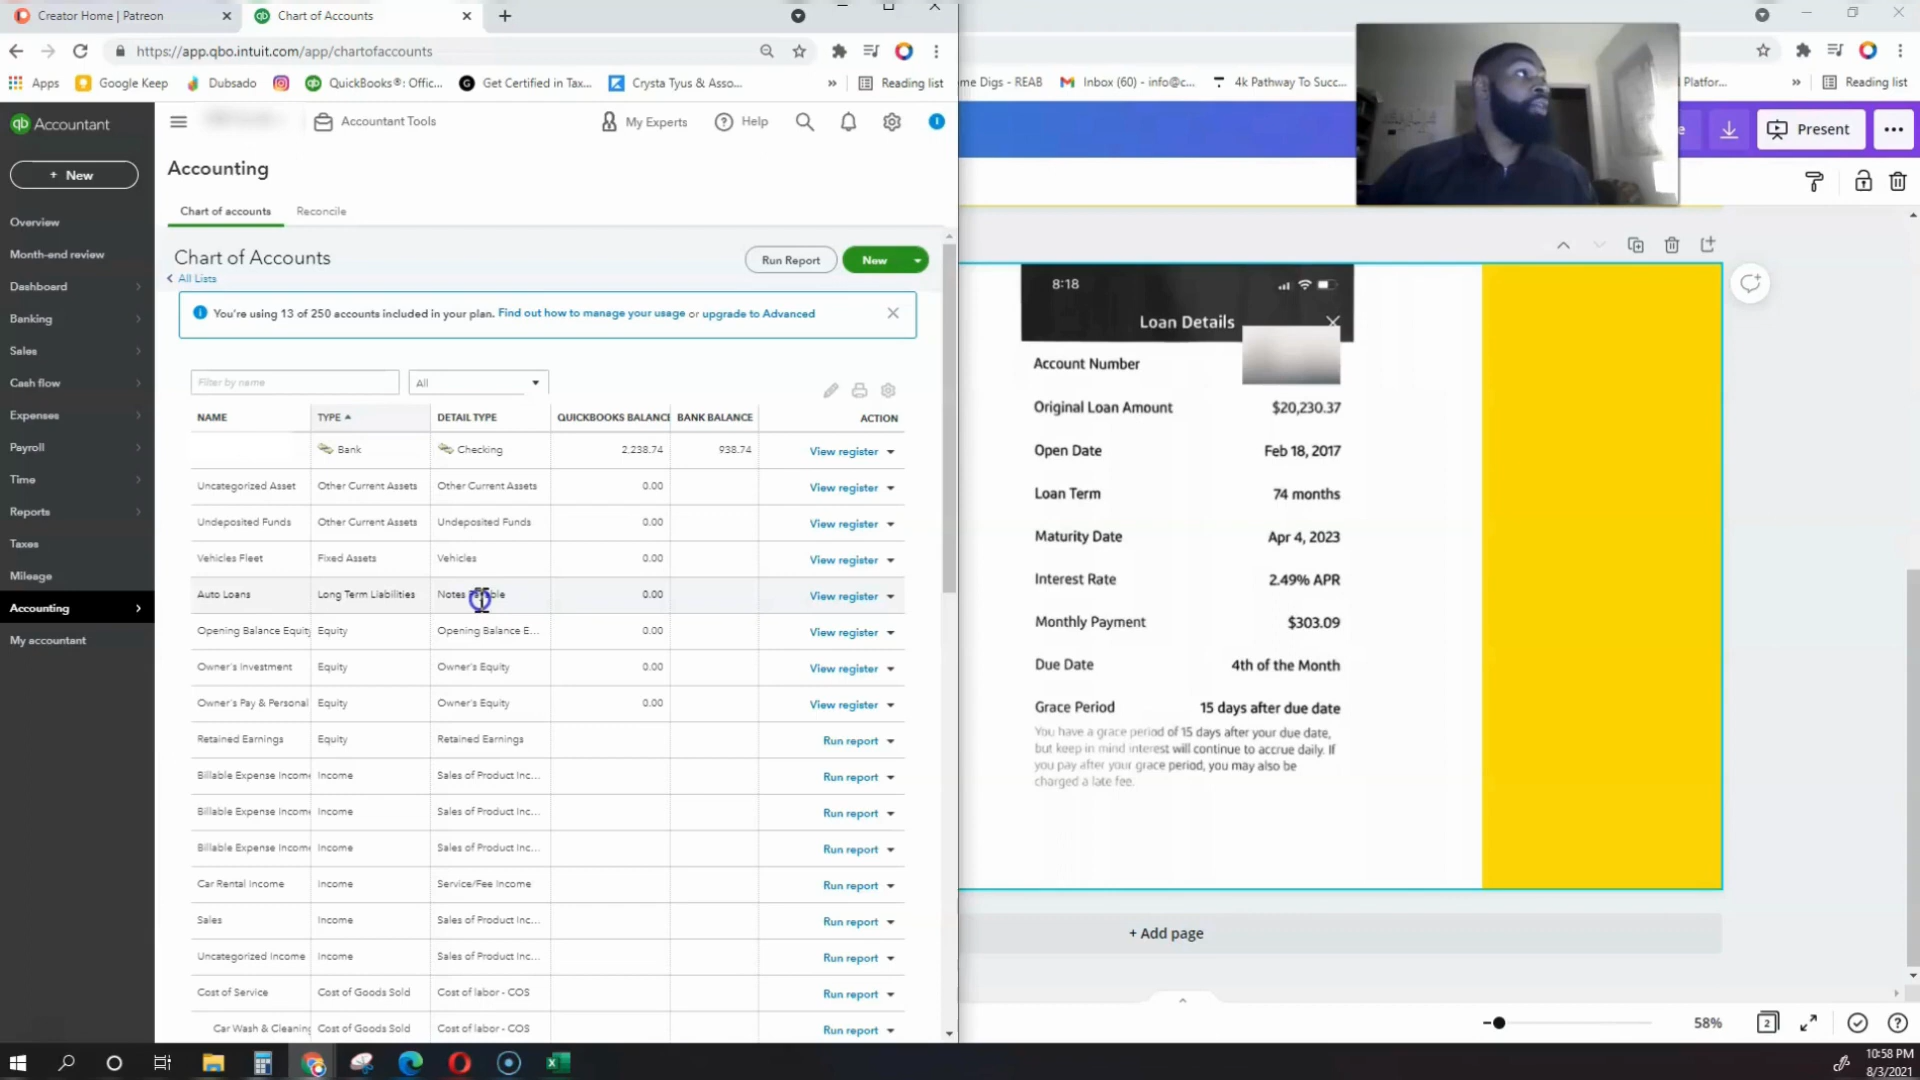 Creator Home | Patreon
Chart of Accounts
https://app.qbo.intuit.com/app/chartofaccounts
Apps
Google Keep
Dubsado
QuickBooks®: Offic...
Get Certified in Tax...
Crysta Tyus & Asso...
»
Reading list
me Digs - REAB
Inbox (60) - info@c...
4k Pathway To Succ...
Platfor...
»
Reading list
qb Accountant
Accountant Tools
My Experts
Help
Present
+ New
Accounting
Chart of accounts
Reconcile
Overview
Month-end review
Dashboard
Banking
Sales
Cash flow
Expenses
Payroll
Time
Reports
Taxes
Mileage
Accounting
My accountant
Chart of Accounts
All Lists
Run Report
New
You're using 13 of 250 accounts included in your plan. Find out how to manage your usage or upgrade to Advanced
Filter by name
All
NAME TYPE DETAIL TYPE QUICKBOOKS BALANCE BANK BALANCE ACTION
Bank Checking 2,238.74 938.74 View register
Uncategorized Asset Other Current Assets Other Current Assets 0.00 View register
Undeposited Funds Other Current Assets Undeposited Funds 0.00 View register
Vehicles Fleet Fixed Assets Vehicles 0.00 View register
Auto Loans Long Term Liabilities Notes 0.00 View register
Opening Balance Equity Equity Opening Balance E... 0.00 View register
Owner's Investment Equity Owner's Equity 0.00 View register
Owner's Pay & Personal Equity Owner's Equity 0.00 View register
Retained Earnings Equity Retained Earnings Run report
Billable Expense Income Income Sales of Product Inc... Run report
Billable Expense Income Income Sales of Product Inc... Run report
Billable Expense Income Income Sales of Product Inc... Run report
Car Rental Income Income Service/Fee Income Run report
Sales Income Sales of Product Inc... Run report
Uncategorized Income Income Sales of Product Inc... Run report
Cost of Service Cost of Goods Sold Cost of labor - COS Run report
Car Wash & Cleaning Cost of Goods Sold Cost of labor - COS Run report
8:18
Loan Details
Account Number
Original Loan Amount $20,230.37
Open Date Feb 18, 2017
Loan Term 74 months
Maturity Date Apr 4, 2023
Interest Rate 2.49% APR
Monthly Payment $303.09
Due Date 4th of the Month
Grace Period 15 days after due date
You have a grace period of 15 days after your due date,
but keep in mind interest will continue to accrue daily. If
you pay after your grace period, you may also be
charged a late fee.
+ Add page
58%
2
10:58 PM
8/3/2021